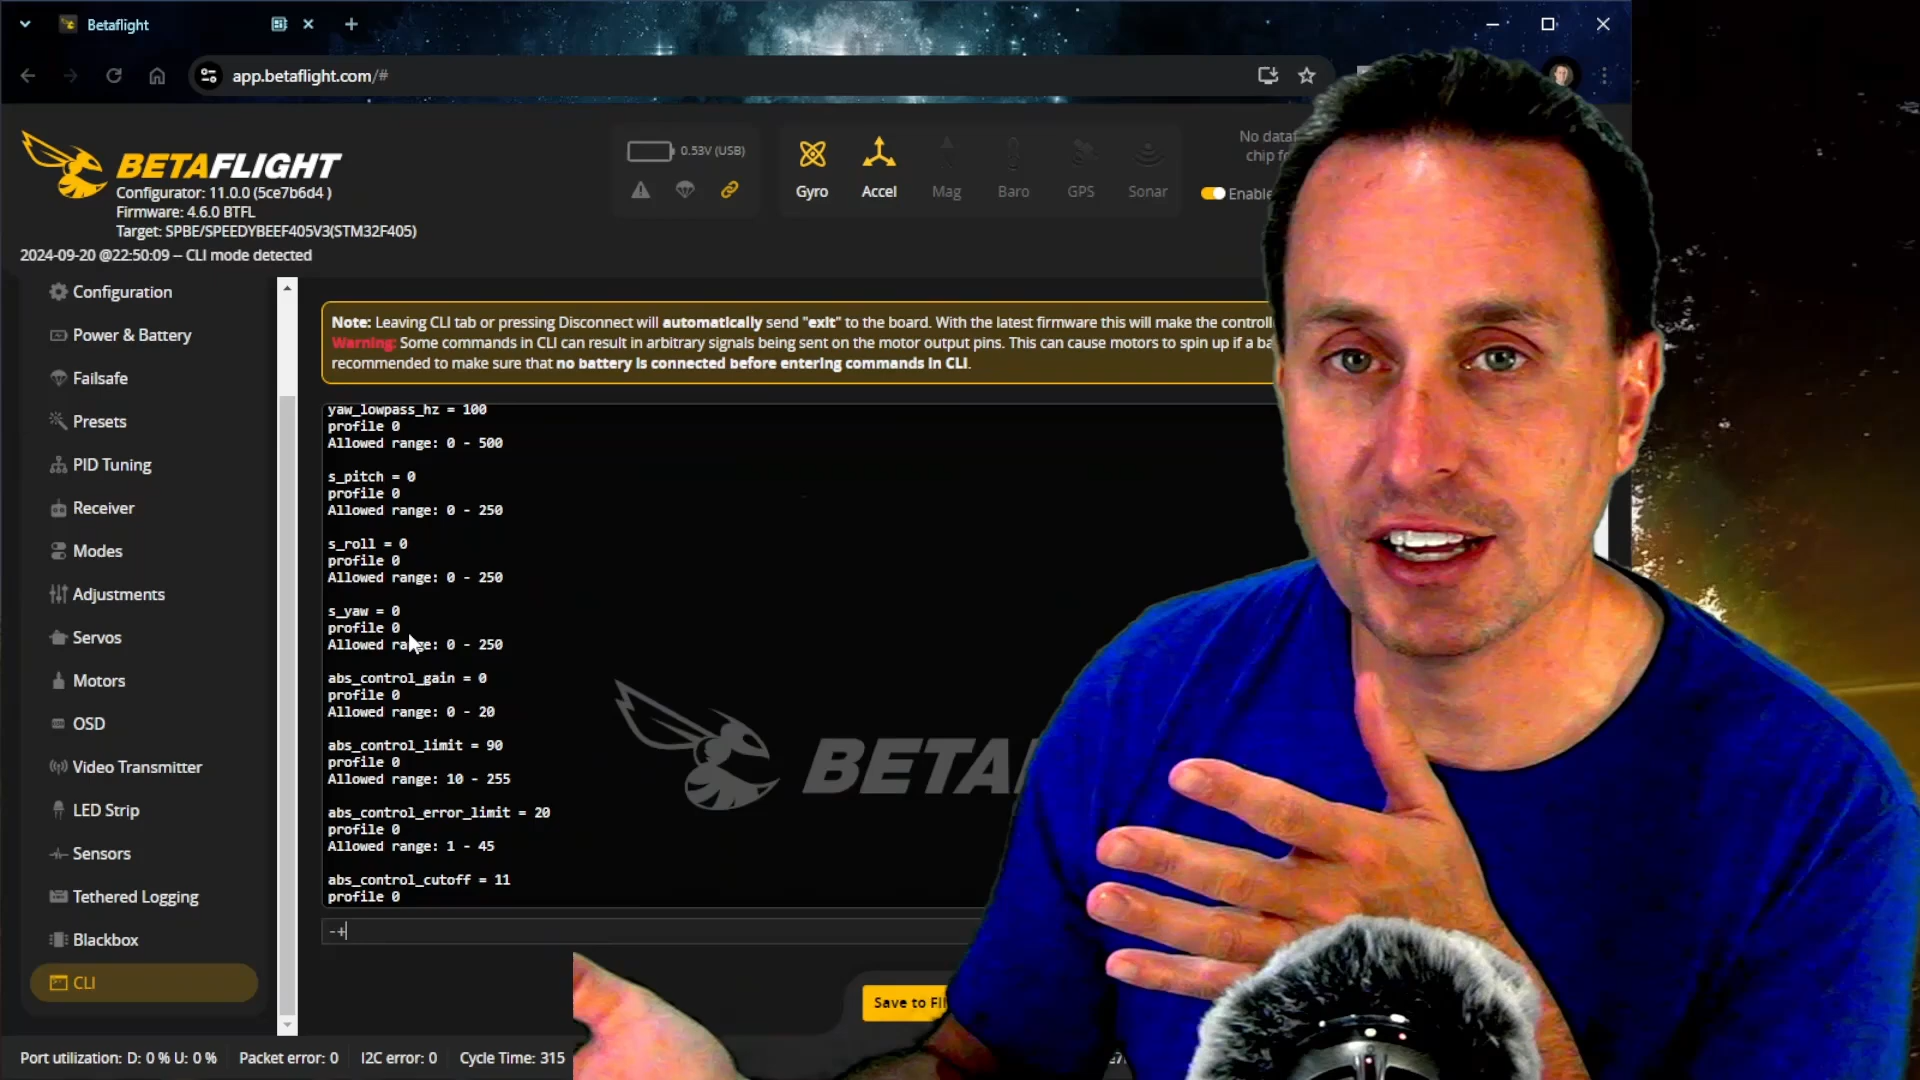 Betaflight
app.betaflight.com/#
BETAFLIGHT
Configurator: 11.0.0 (5ce7b6d4 )
Firmware: 4.6.0 BTFL
Target: SPBE/SPEEDYBEEF405V3(STM32F405)
2024-09-20 @22:50:09 -- CLI mode detected
0.53V (USB)
Gyro
Accel
Mag
Baro
GPS
Sonar
No dataf
chip fo
Enable
Configuration
Power & Battery
Failsafe
Presets
PID Tuning
Receiver
Modes
Adjustments
Servos
Motors
OSD
Video Transmitter
LED Strip
Sensors
Tethered Logging
Blackbox
CLI
Note: Leaving CLI tab or pressing Disconnect will automatically send "exit" to the board. With the latest firmware this will make the controll
Warning: Some commands in CLI can result in arbitrary signals being sent on the motor output pins. This can cause motors to spin up if a ba
recommended to make sure that no battery is connected before entering commands in CLI.
yaw_lowpass_hz = 100
profile 0
Allowed range: 0 - 500
s_pitch = 0
profile 0
Allowed range: 0 - 250
s_roll = 0
profile 0
Allowed range: 0 - 250
s_yaw = 0
profile 0
Allowed range: 0 - 250
abs_control_gain = 0
profile 0
Allowed range: 0 - 20
abs_control_limit = 90
profile 0
Allowed range: 10 - 255
abs_control_error_limit = 20
profile 0
Allowed range: 1 - 45
abs_control_cutoff = 11
profile 0
BETA
-+
Save to FI
Port utilization: D: 0 % U: 0 %
Packet error: 0
I2C error: 0
Cycle Time: 315